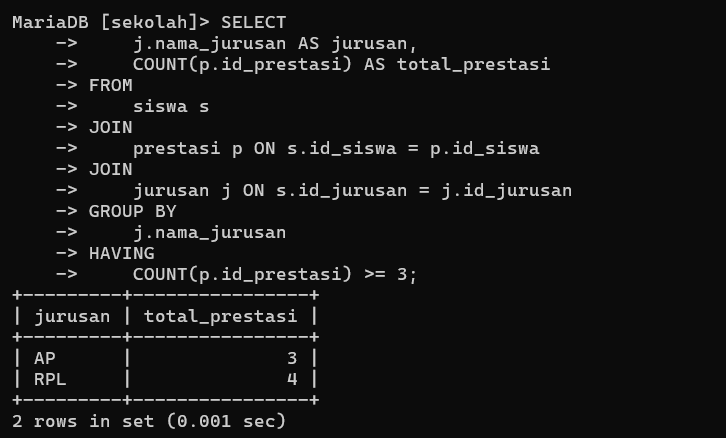 MariaDB [sekolah]> SELECT
    ->     j.nama_jurusan AS jurusan,
    ->     COUNT(p.id_prestasi) AS total_prestasi
    -> FROM
    ->     siswa s
    -> JOIN
    ->     prestasi p ON s.id_siswa = p.id_siswa
    -> JOIN
    ->     jurusan j ON s.id_jurusan = j.id_jurusan
    -> GROUP BY
    ->     j.nama_jurusan
    -> HAVING
    ->     COUNT(p.id_prestasi) >= 3;
+---------+----------------+
| jurusan | total_prestasi |
+---------+----------------+
| AP      |              3 |
| RPL     |              4 |
+---------+----------------+
2 rows in set (0.001 sec)